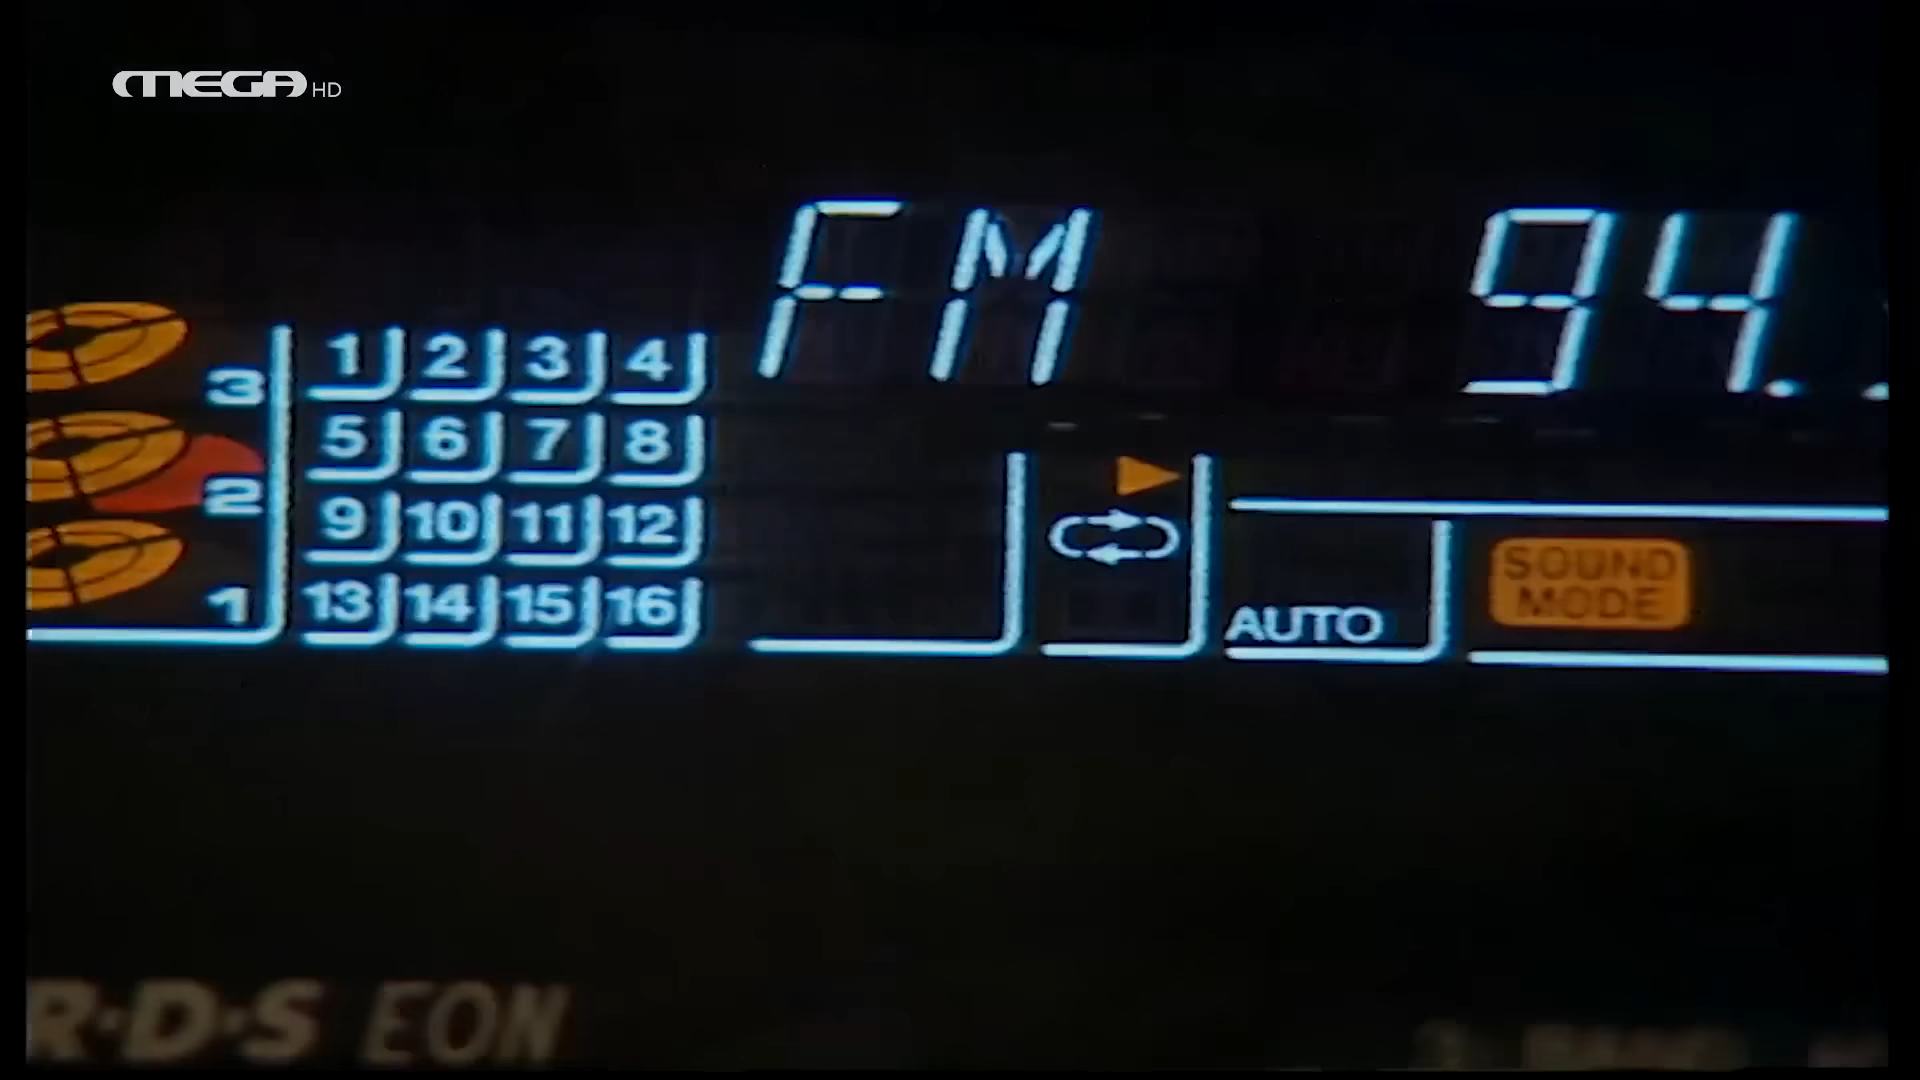 MEGA HD
FM 94.
3
1 2 3 4
5 6 7 8
2
9 10 11 12
1
13 14 15 16
AUTO
SOUND
MODE
R·D·S EON